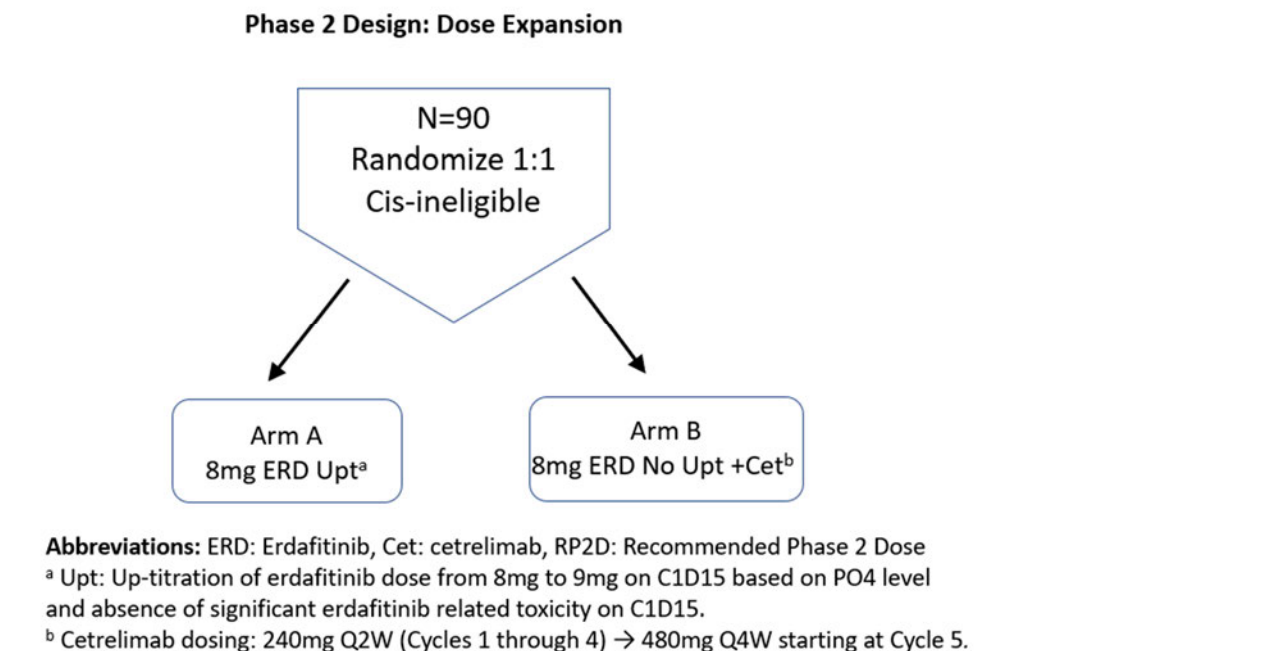 Phase 2 Design: Dose Expansion
N=90
Randomize 1:1
Cis-ineligible
Arm A
8mg ERD Uptᵃ
Arm B
8mg ERD No Upt +Cetᵇ
Abbreviations: ERD: Erdafitinib, Cet: cetrelimab, RP2D: Recommended Phase 2 Dose
ᵃ Upt: Up-titration of erdafitinib dose from 8mg to 9mg on C1D15 based on PO4 level
and absence of significant erdafitinib related toxicity on C1D15.
ᵇ Cetrelimab dosing: 240mg Q2W (Cycles 1 through 4) → 480mg Q4W starting at Cycle 5.